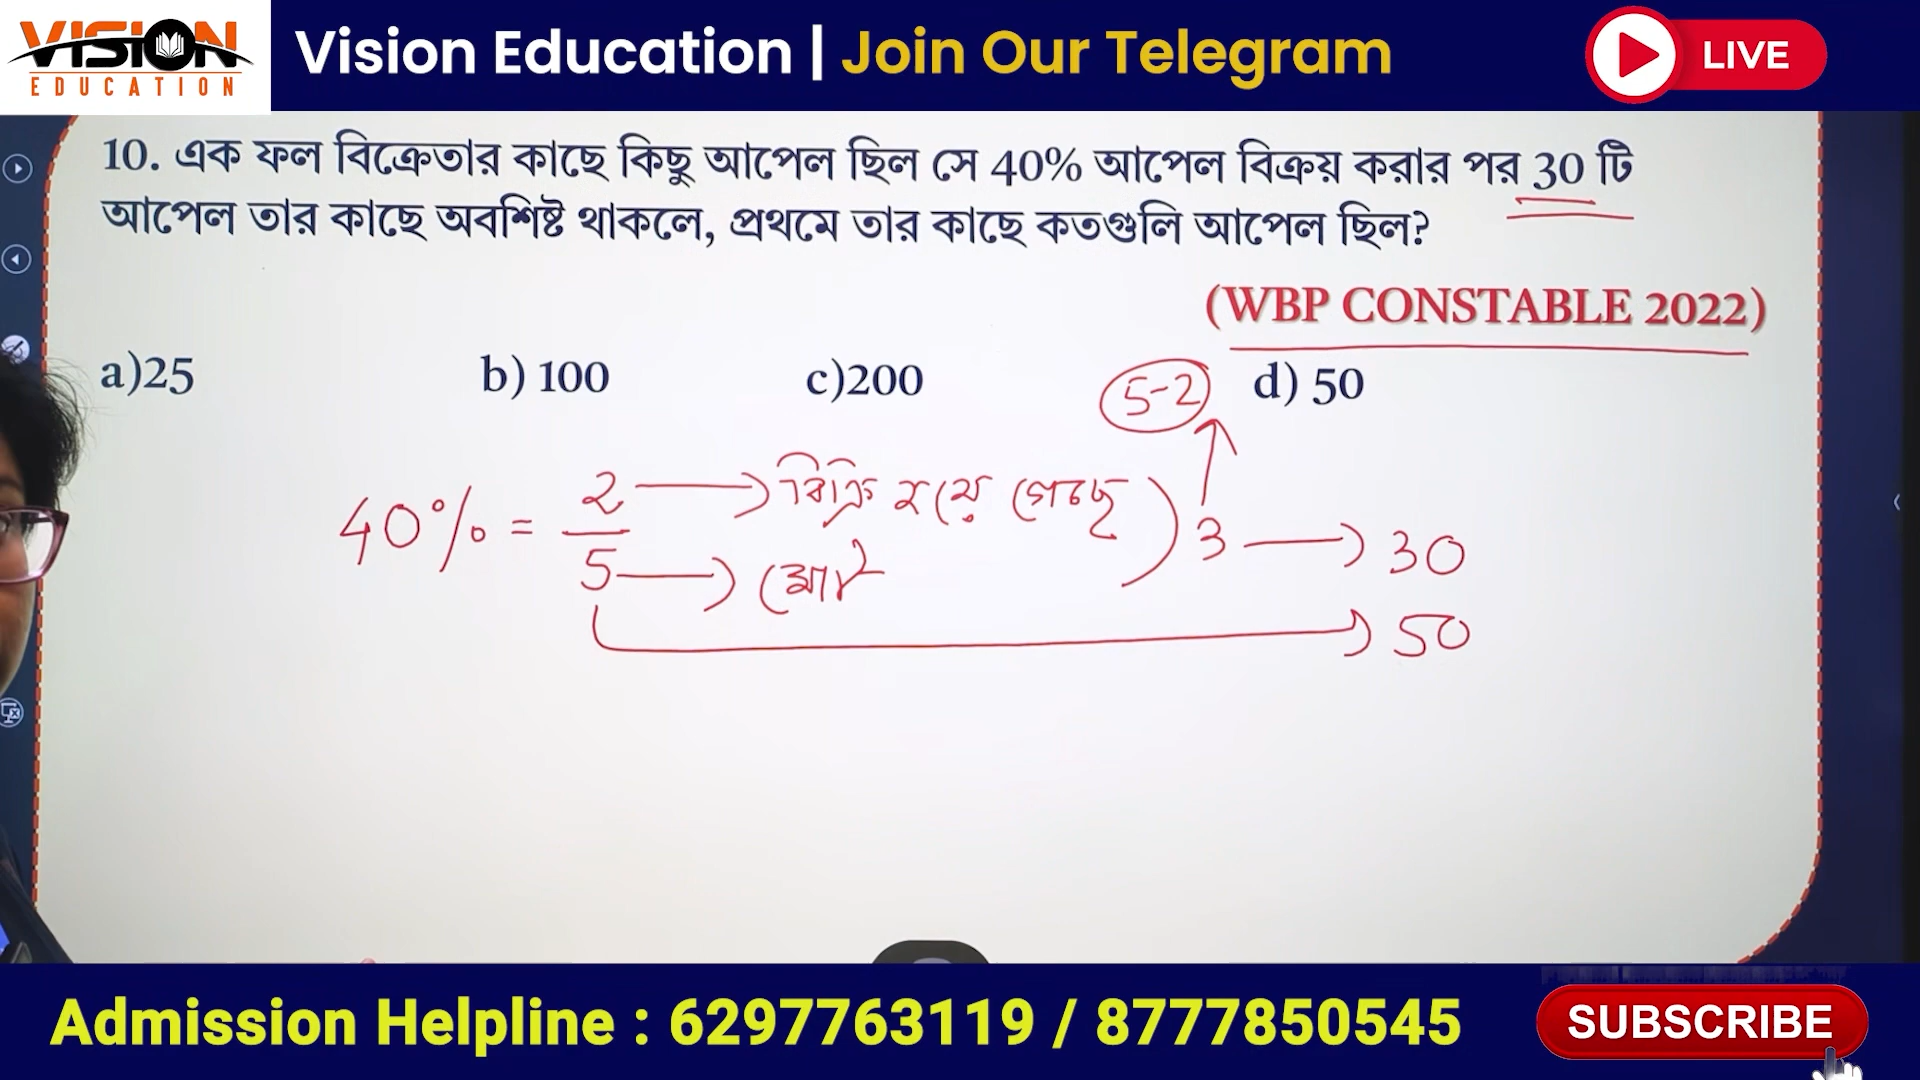 VISION
EDUCATION
Vision Education | Join Our Telegram
LIVE
10. এক ফল বিক্রেতার কাছে কিছু আপেল ছিল সে 40% আপেল বিক্রয় করার পর 30 টি
আপেল তার কাছে অবশিষ্ট থাকলে, প্রথমে তার কাছে কতগুলি আপেল ছিল?
(WBP CONSTABLE 2022)
a)25 b) 100 c)200 d) 50
5-2
40% = 2/5
2 → বিক্রি হয়ে গেছে
5 → মোট
3 → 30
→ 50
Admission Helpline : 6297763119 / 8777850545
SUBSCRIBE